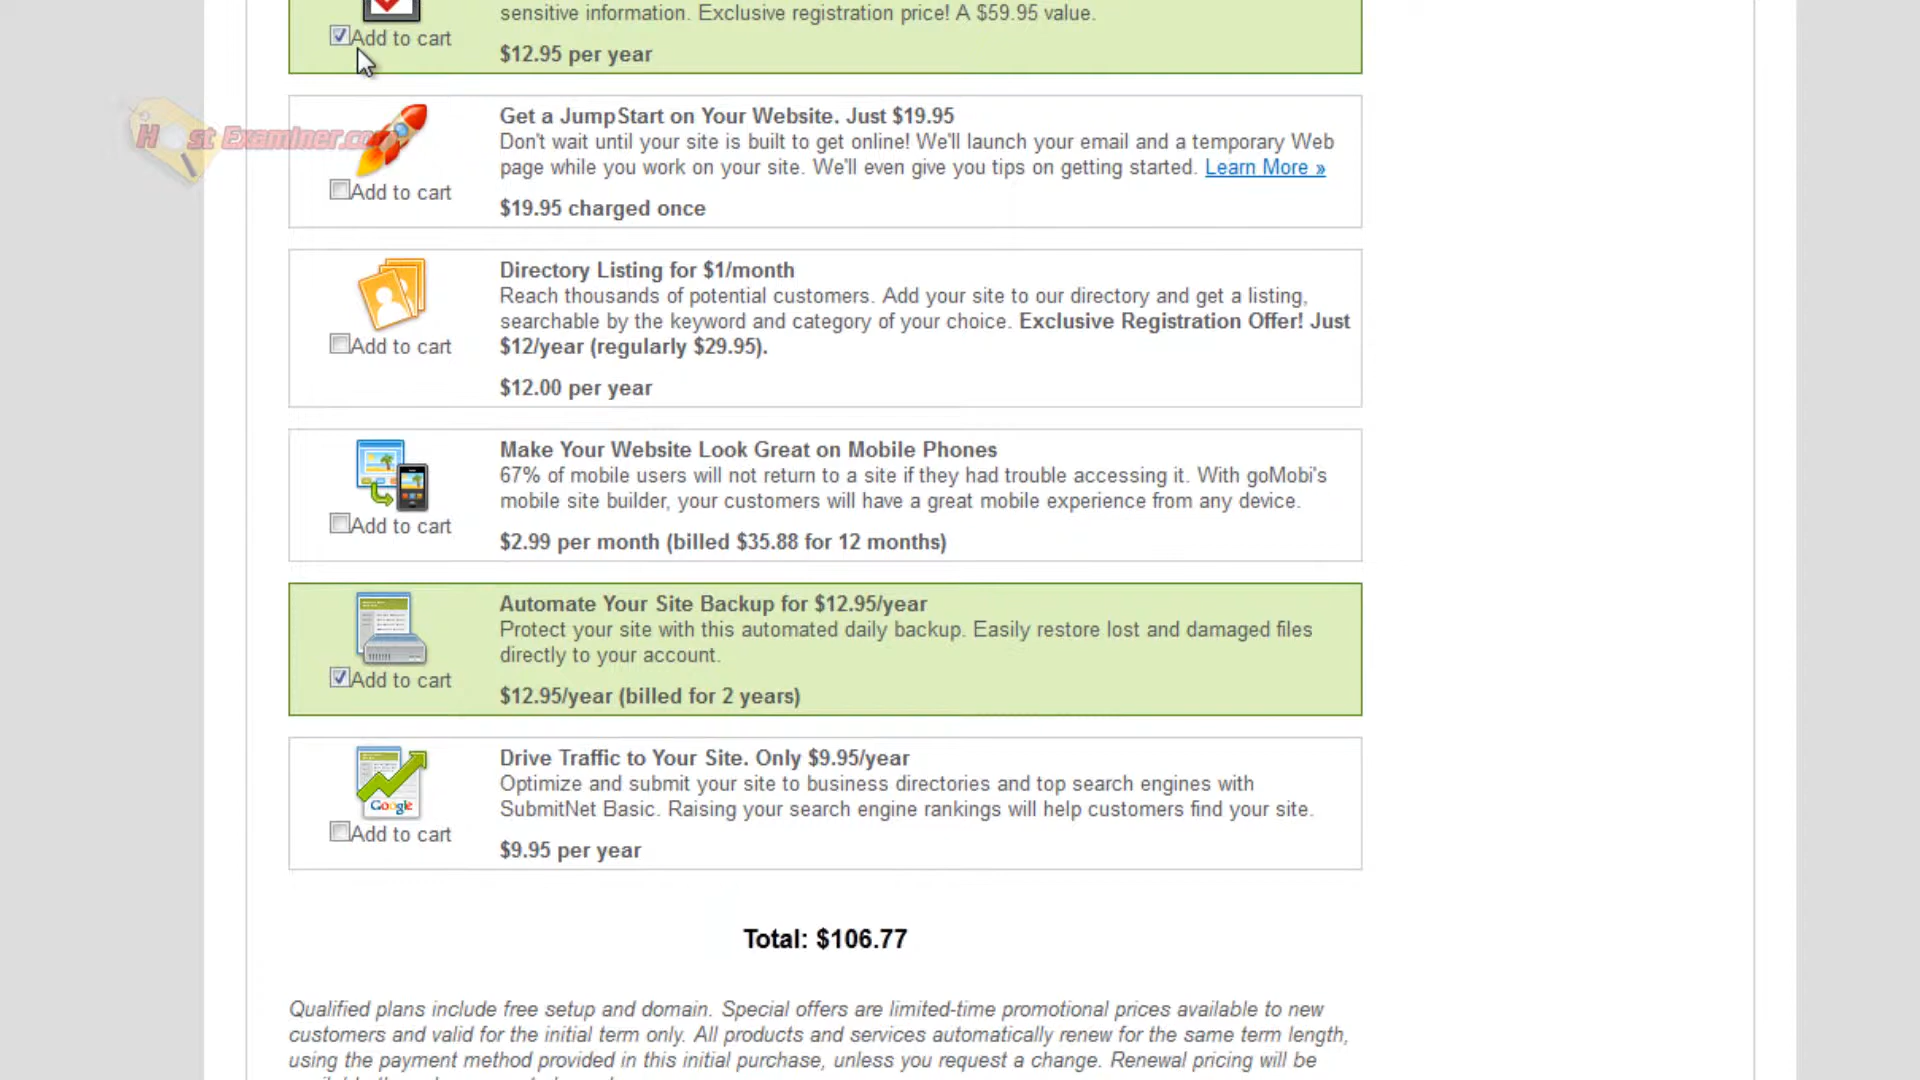 sensitive information. Exclusive registration price! A $59.95 value.
Add to cart
$12.95 per year
Host Examiner.com
Get a JumpStart on Your Website. Just $19.95
Don't wait until your site is built to get online! We'll launch your email and a temporary Web
page while you work on your site. We'll even give you tips on getting started. Learn More »
Add to cart
$19.95 charged once
Directory Listing for $1/month
Reach thousands of potential customers. Add your site to our directory and get a listing,
searchable by the keyword and category of your choice. Exclusive Registration Offer! Just
$12/year (regularly $29.95).
Add to cart
$12.00 per year
Make Your Website Look Great on Mobile Phones
67% of mobile users will not return to a site if they had trouble accessing it. With goMobi's
mobile site builder, your customers will have a great mobile experience from any device.
Add to cart
$2.99 per month (billed $35.88 for 12 months)
Automate Your Site Backup for $12.95/year
Protect your site with this automated daily backup. Easily restore lost and damaged files
directly to your account.
Add to cart
$12.95/year (billed for 2 years)
Drive Traffic to Your Site. Only $9.95/year
Optimize and submit your site to business directories and top search engines with
SubmitNet Basic. Raising your search engine rankings will help customers find your site.
Google
Add to cart
$9.95 per year
Total: $106.77
Qualified plans include free setup and domain. Special offers are limited-time promotional prices available to new
customers and valid for the initial term only. All products and services automatically renew for the same term length,
using the payment method provided in this initial purchase, unless you request a change. Renewal pricing will be